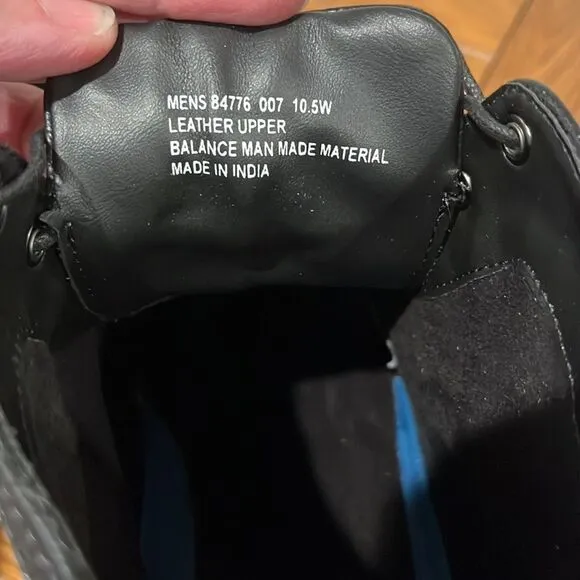 MENS 84776 007 10.5W
LEATHER UPPER
BALANCE MAN MADE MATERIAL
MADE IN INDIA